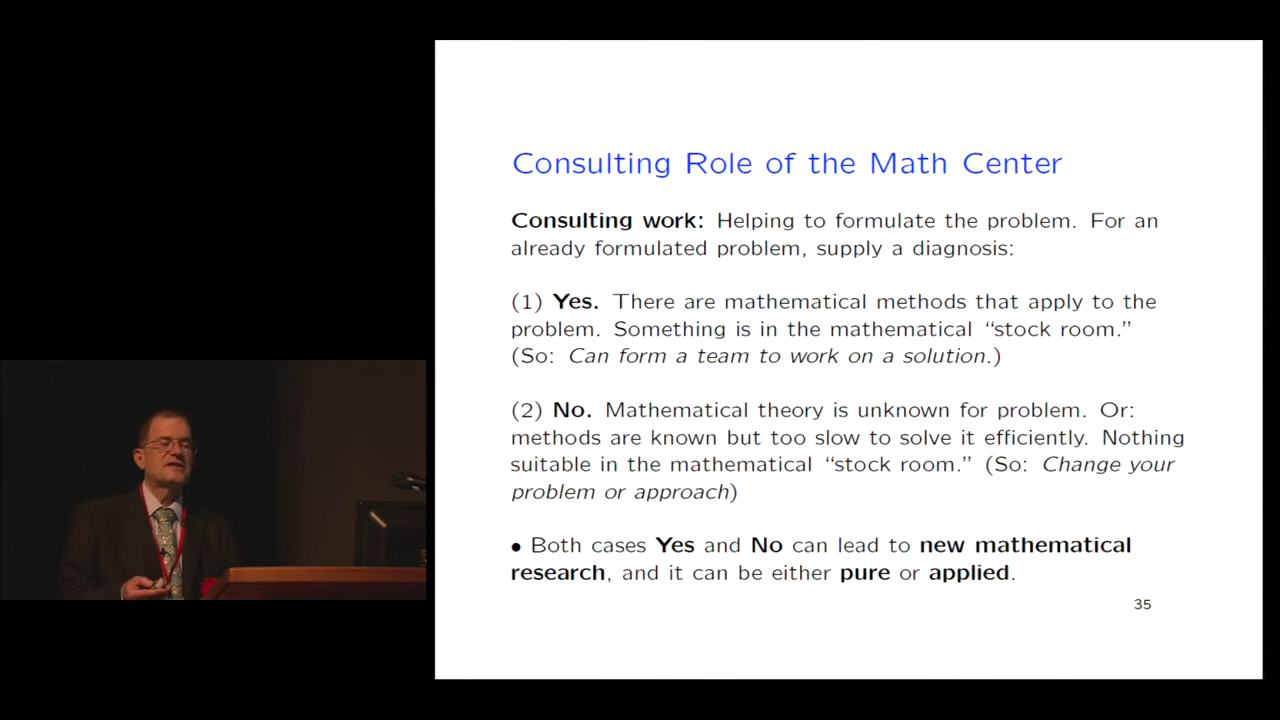 Consulting Role of the Math Center
Consulting work: Helping to formulate the problem. For an
already formulated problem, supply a diagnosis:
(1) Yes. There are mathematical methods that apply to the
problem. Something is in the mathematical “stock room.”
(So: Can form a team to work on a solution.)
(2) No. Mathematical theory is unknown for problem. Or:
methods are known but too slow to solve it efficiently. Nothing
suitable in the mathematical “stock room.” (So: Change your
problem or approach)
• Both cases Yes and No can lead to new mathematical
research, and it can be either pure or applied.
35